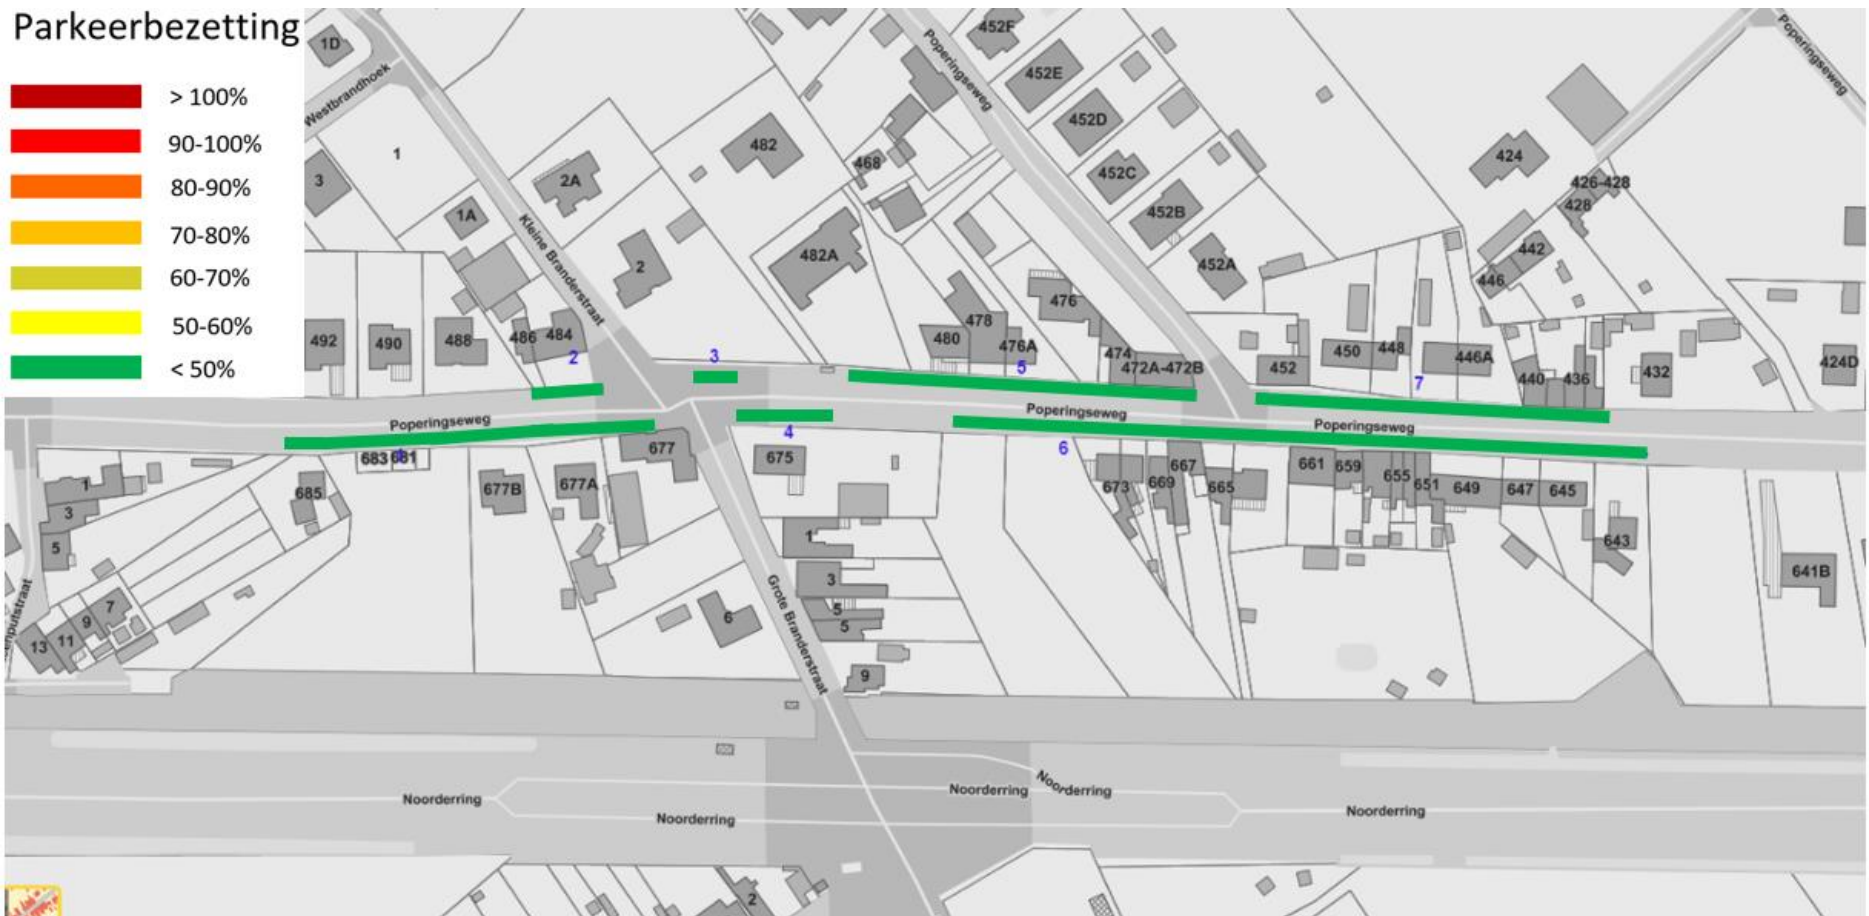 Parkeerbezetting
> 100%
90-100%
80-90%
70-80%
60-70%
50-60%
< 50%
1D
Westbrandhoek
1
3
1A
2A
482
468
Kleine Branderstraat
2
482A
Poperingseweg
452F
452E
452D
452C
452B
452A
Poperingseweg
424
426-428
428
442
446
492
490
488
486
484
2
3
480
478
476
476A
5
474
472A-472B
452
450
448
446A
7
440
436
432
424D
Poperingseweg
Poperingseweg
Poperingseweg
4
6
683
681
677
675
685
677B
677A
673
669
667
665
661
659
655
651
649
647
645
643
641B
1
3
5
7
9
11
13
6
1
3
5
5
9
Grote Branderstraat
Noorderring
Noorderring
Noorderring
Noorderring
Noorderring
2